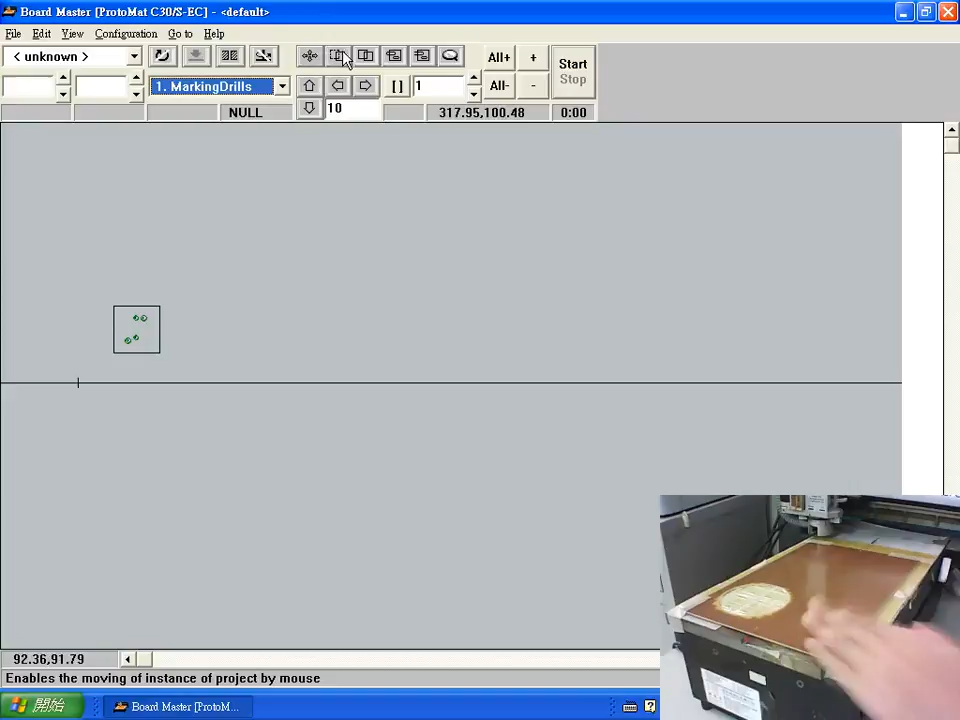 Board Master [ProtoMat C30/S-EC] - <default>
File Edit View Configuration Go to Help
< unknown > All+ + Start
1. MarkingDrills [ ] 1 All- - Stop
NULL 10 317.95,100.48 0:00
92.36,91.79
Enables the moving of instance of project by mouse
開始 Board Master [ProtoM...